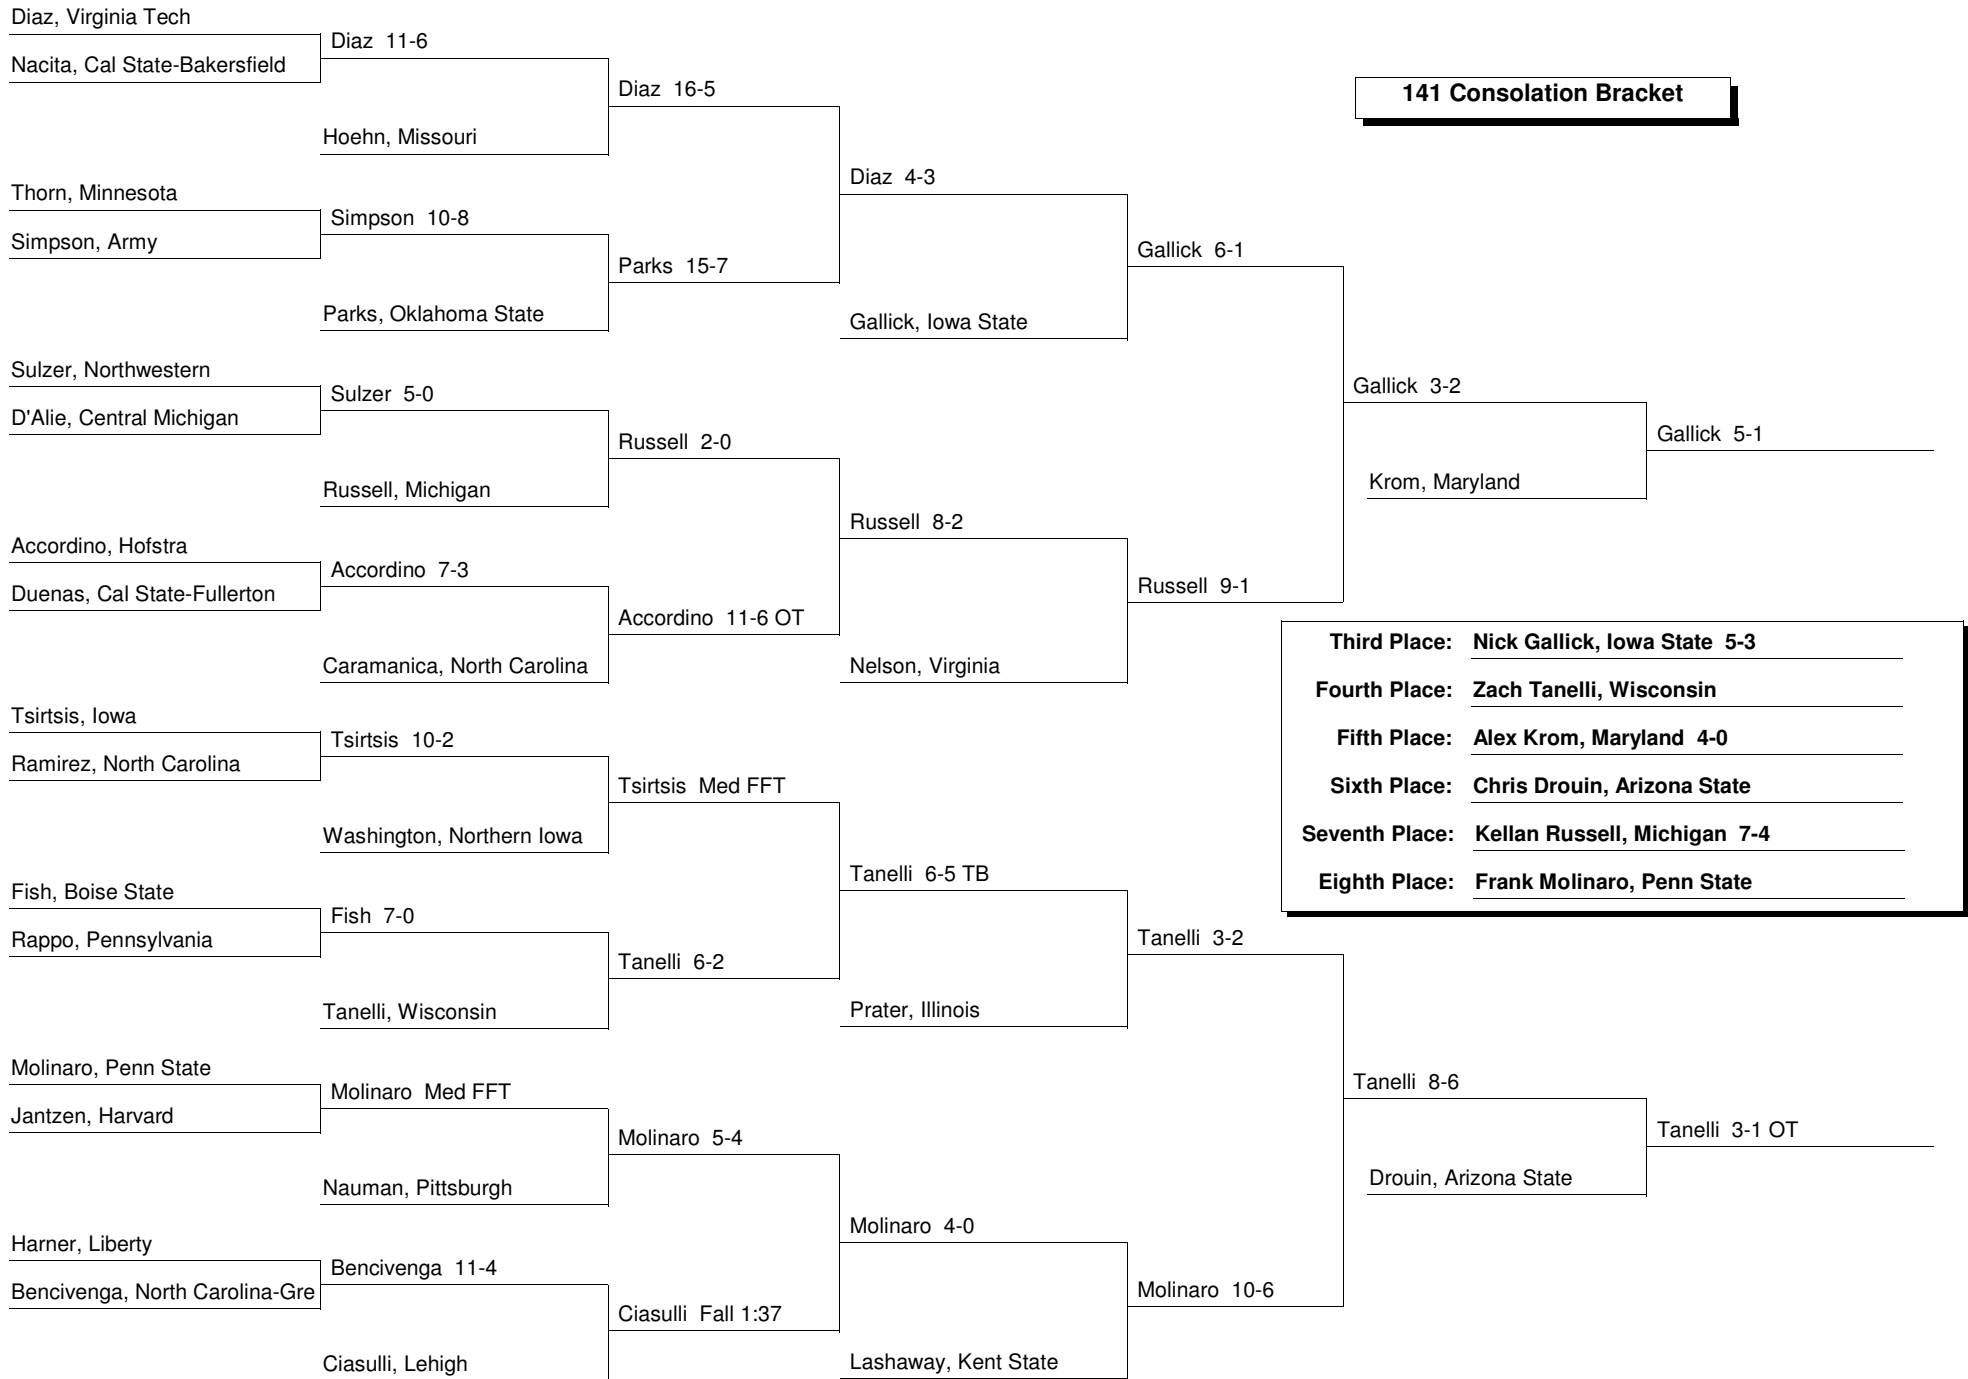 141 Consolation Bracket
Diaz, Virginia Tech
Nacita, Cal State-Bakersfield
Thorn, Minnesota
Simpson, Army
Sulzer, Northwestern
D'Alie, Central Michigan
Accordino, Hofstra
Duenas, Cal State-Fullerton
Tsirtsis, Iowa
Ramirez, North Carolina
Fish, Boise State
Rappo, Pennsylvania
Molinaro, Penn State
Jantzen, Harvard
Harner, Liberty
Bencivenga, North Carolina-Gre
Diaz 11-6
Hoehn, Missouri
Simpson 10-8
Parks, Oklahoma State
Sulzer 5-0
Russell, Michigan
Accordino 7-3
Caramanica, North Carolina
Tsirtsis 10-2
Washington, Northern Iowa
Fish 7-0
Tanelli, Wisconsin
Molinaro Med FFT
Nauman, Pittsburgh
Bencivenga 11-4
Ciasulli, Lehigh
Diaz 16-5
Parks 15-7
Russell 2-0
Accordino 11-6 OT
Tsirtsis Med FFT
Tanelli 6-2
Molinaro 5-4
Ciasulli Fall 1:37
Diaz 4-3
Gallick, Iowa State
Russell 8-2
Nelson, Virginia
Tanelli 6-5 TB
Prater, Illinois
Molinaro 4-0
Lashaway, Kent State
Gallick 6-1
Russell 9-1
Tanelli 3-2
Molinaro 10-6
Gallick 3-2
Krom, Maryland
Tanelli 8-6
Drouin, Arizona State
Gallick 5-1
Tanelli 3-1 OT
Third Place: Nick Gallick, Iowa State 5-3
Fourth Place: Zach Tanelli, Wisconsin
Fifth Place: Alex Krom, Maryland 4-0
Sixth Place: Chris Drouin, Arizona State
Seventh Place: Kellan Russell, Michigan 7-4
Eighth Place: Frank Molinaro, Penn State